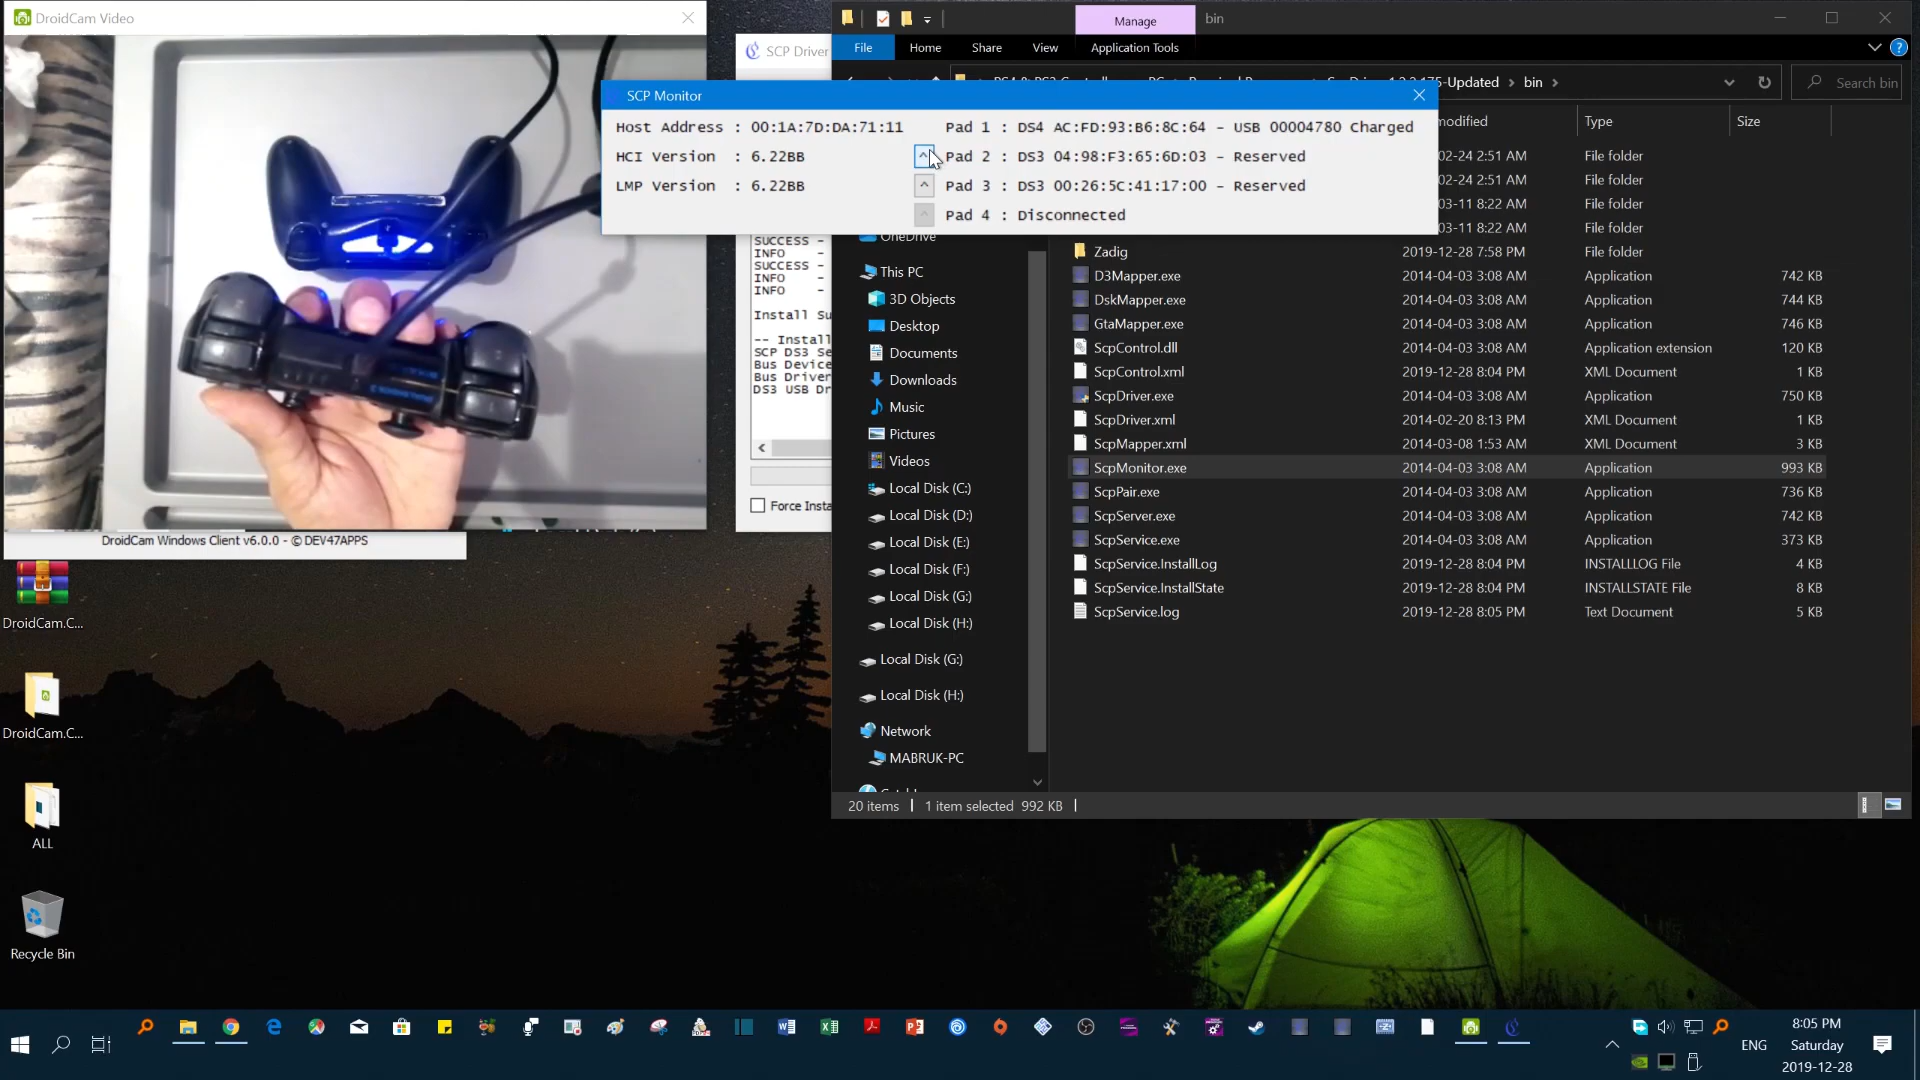 DroidCam Video
DroidCam Windows Client v6.0.0 - © DEV47APPS
SCP Driver
SUCCESS -
INFO -
SUCCESS -
INFO -
INFO -
Install Su
-- Install
SCP DS3 Se
Bus Device
Bus Driver
DS3 USB Dr
Force Insta
SCP Monitor
Host Address : 00:1A:7D:DA:71:11
HCI Version : 6.22BB
LMP Version : 6.22BB
Pad 1 : DS4 AC:FD:93:B6:8C:64 - USB 00004780 Charged
Pad 2 : DS3 04:98:F3:65:6D:03 - Reserved
Pad 3 : DS3 00:26:5C:41:17:00 - Reserved
Pad 4 : Disconnected
Manage
bin
File
Home
Share
View
Application Tools
-Updated
bin
Search bin
modified
Type
Size
02-24 2:51 AM File folder
02-24 2:51 AM File folder
03-11 8:22 AM File folder
03-11 8:22 AM File folder
Zadig 2019-12-28 7:58 PM File folder
D3Mapper.exe 2014-04-03 3:08 AM Application 742 KB
DskMapper.exe 2014-04-03 3:08 AM Application 744 KB
GtaMapper.exe 2014-04-03 3:08 AM Application 746 KB
ScpControl.dll 2014-04-03 3:08 AM Application extension 120 KB
ScpControl.xml 2019-12-28 8:04 PM XML Document 1 KB
ScpDriver.exe 2014-04-03 3:08 AM Application 750 KB
ScpDriver.xml 2014-02-20 8:13 PM XML Document 1 KB
ScpMapper.xml 2014-03-08 1:53 AM XML Document 3 KB
ScpMonitor.exe 2014-04-03 3:08 AM Application 993 KB
ScpPair.exe 2014-04-03 3:08 AM Application 736 KB
ScpServer.exe 2014-04-03 3:08 AM Application 742 KB
ScpService.exe 2014-04-03 3:08 AM Application 373 KB
ScpService.InstallLog 2019-12-28 8:04 PM INSTALLLOG File 4 KB
ScpService.InstallState 2019-12-28 8:04 PM INSTALLSTATE File 8 KB
ScpService.log 2019-12-28 8:05 PM Text Document 5 KB
OneDrive
This PC
3D Objects
Desktop
Documents
Downloads
Music
Pictures
Videos
Local Disk (C:)
Local Disk (D:)
Local Disk (E:)
Local Disk (F:)
Local Disk (G:)
Local Disk (H:)
Local Disk (G:)
Local Disk (H:)
Network
MABRUK-PC
20 items
1 item selected 992 KB
DroidCam.C...
DroidCam.C...
ALL
Recycle Bin
ENG
8:05 PM
Saturday
2019-12-28